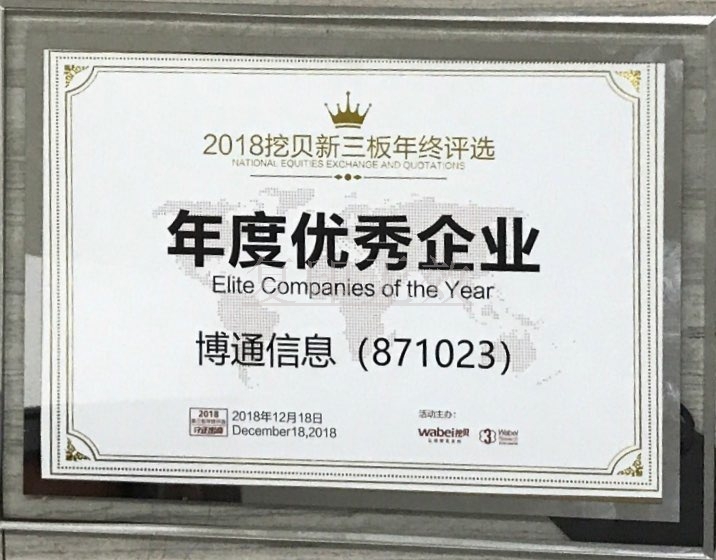 2018挖贝新三板年终评选
NATIONAL EQUITIES EXCHANGE AND QUOTATIONS
年度优秀企业
Elite Companies of the Year
博通信息（871023）
2018
2018年12月18日
December18,2018
活动主办：
wabei挖贝
Wabei